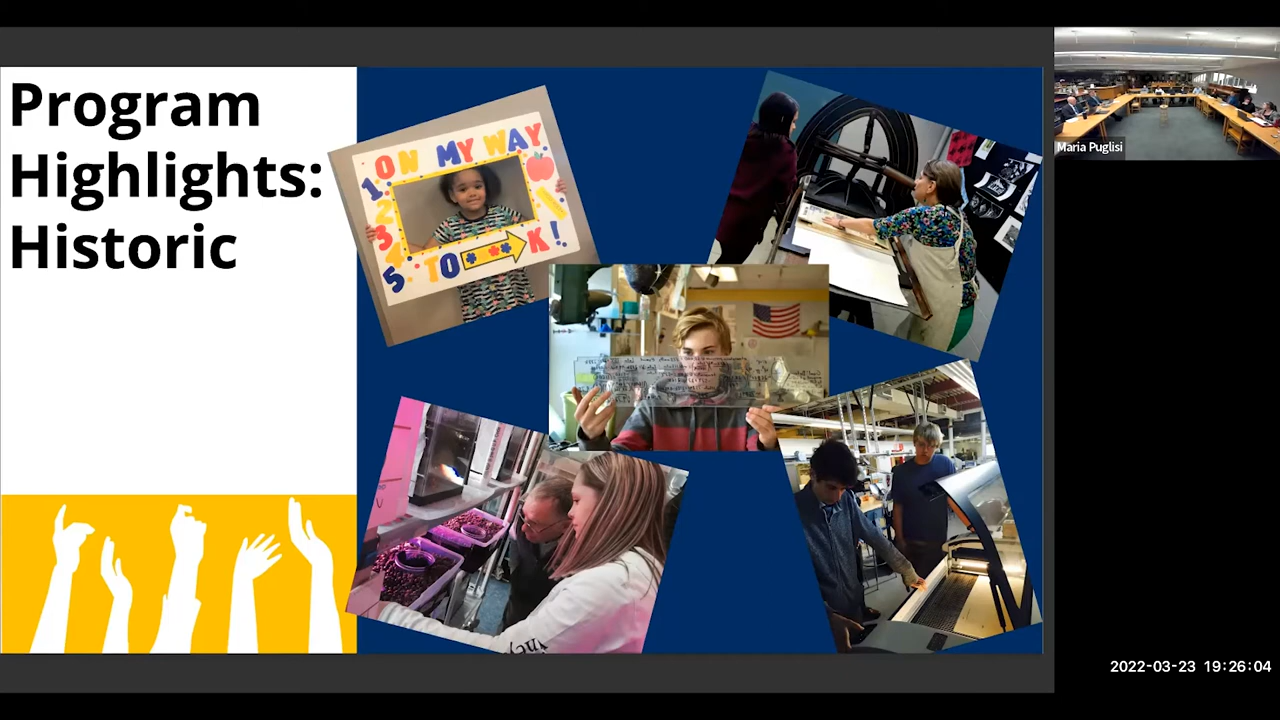 Program
Highlights:
Historic
ON MY WAY
1
2
3
4
5 TO K!
Maria Puglisi
2022-03-23 19:26:04